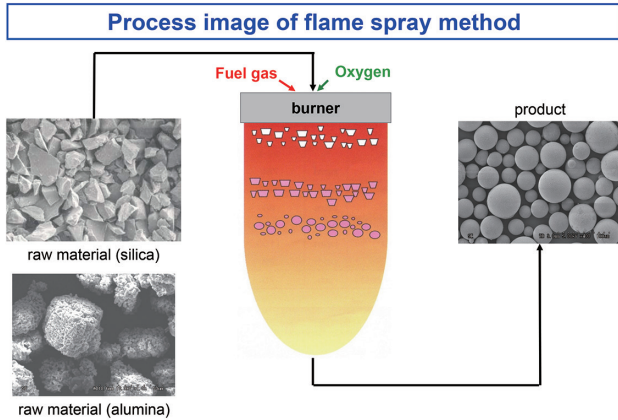 Process image of flame spray method
Fuel gas
Oxygen
burner
product
raw material (silica)
raw material (alumina)